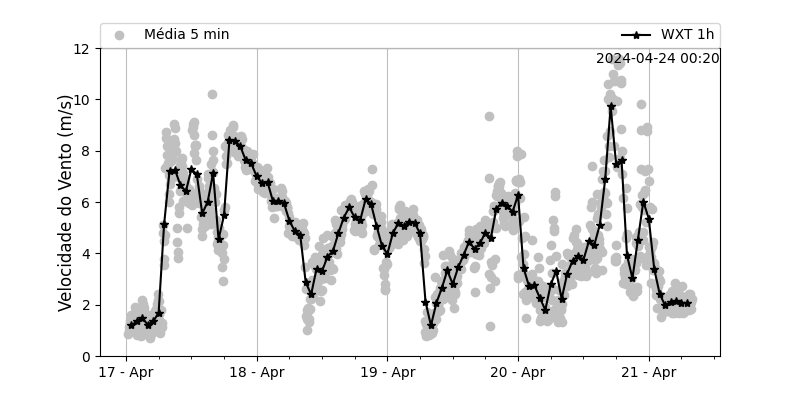 Média 5 min
WXT 1h
2024-04-24 00:20
Velocidade do Vento (m/s)
12
10
8
6
4
2
0
17 - Apr
18 - Apr
19 - Apr
20 - Apr
21 - Apr